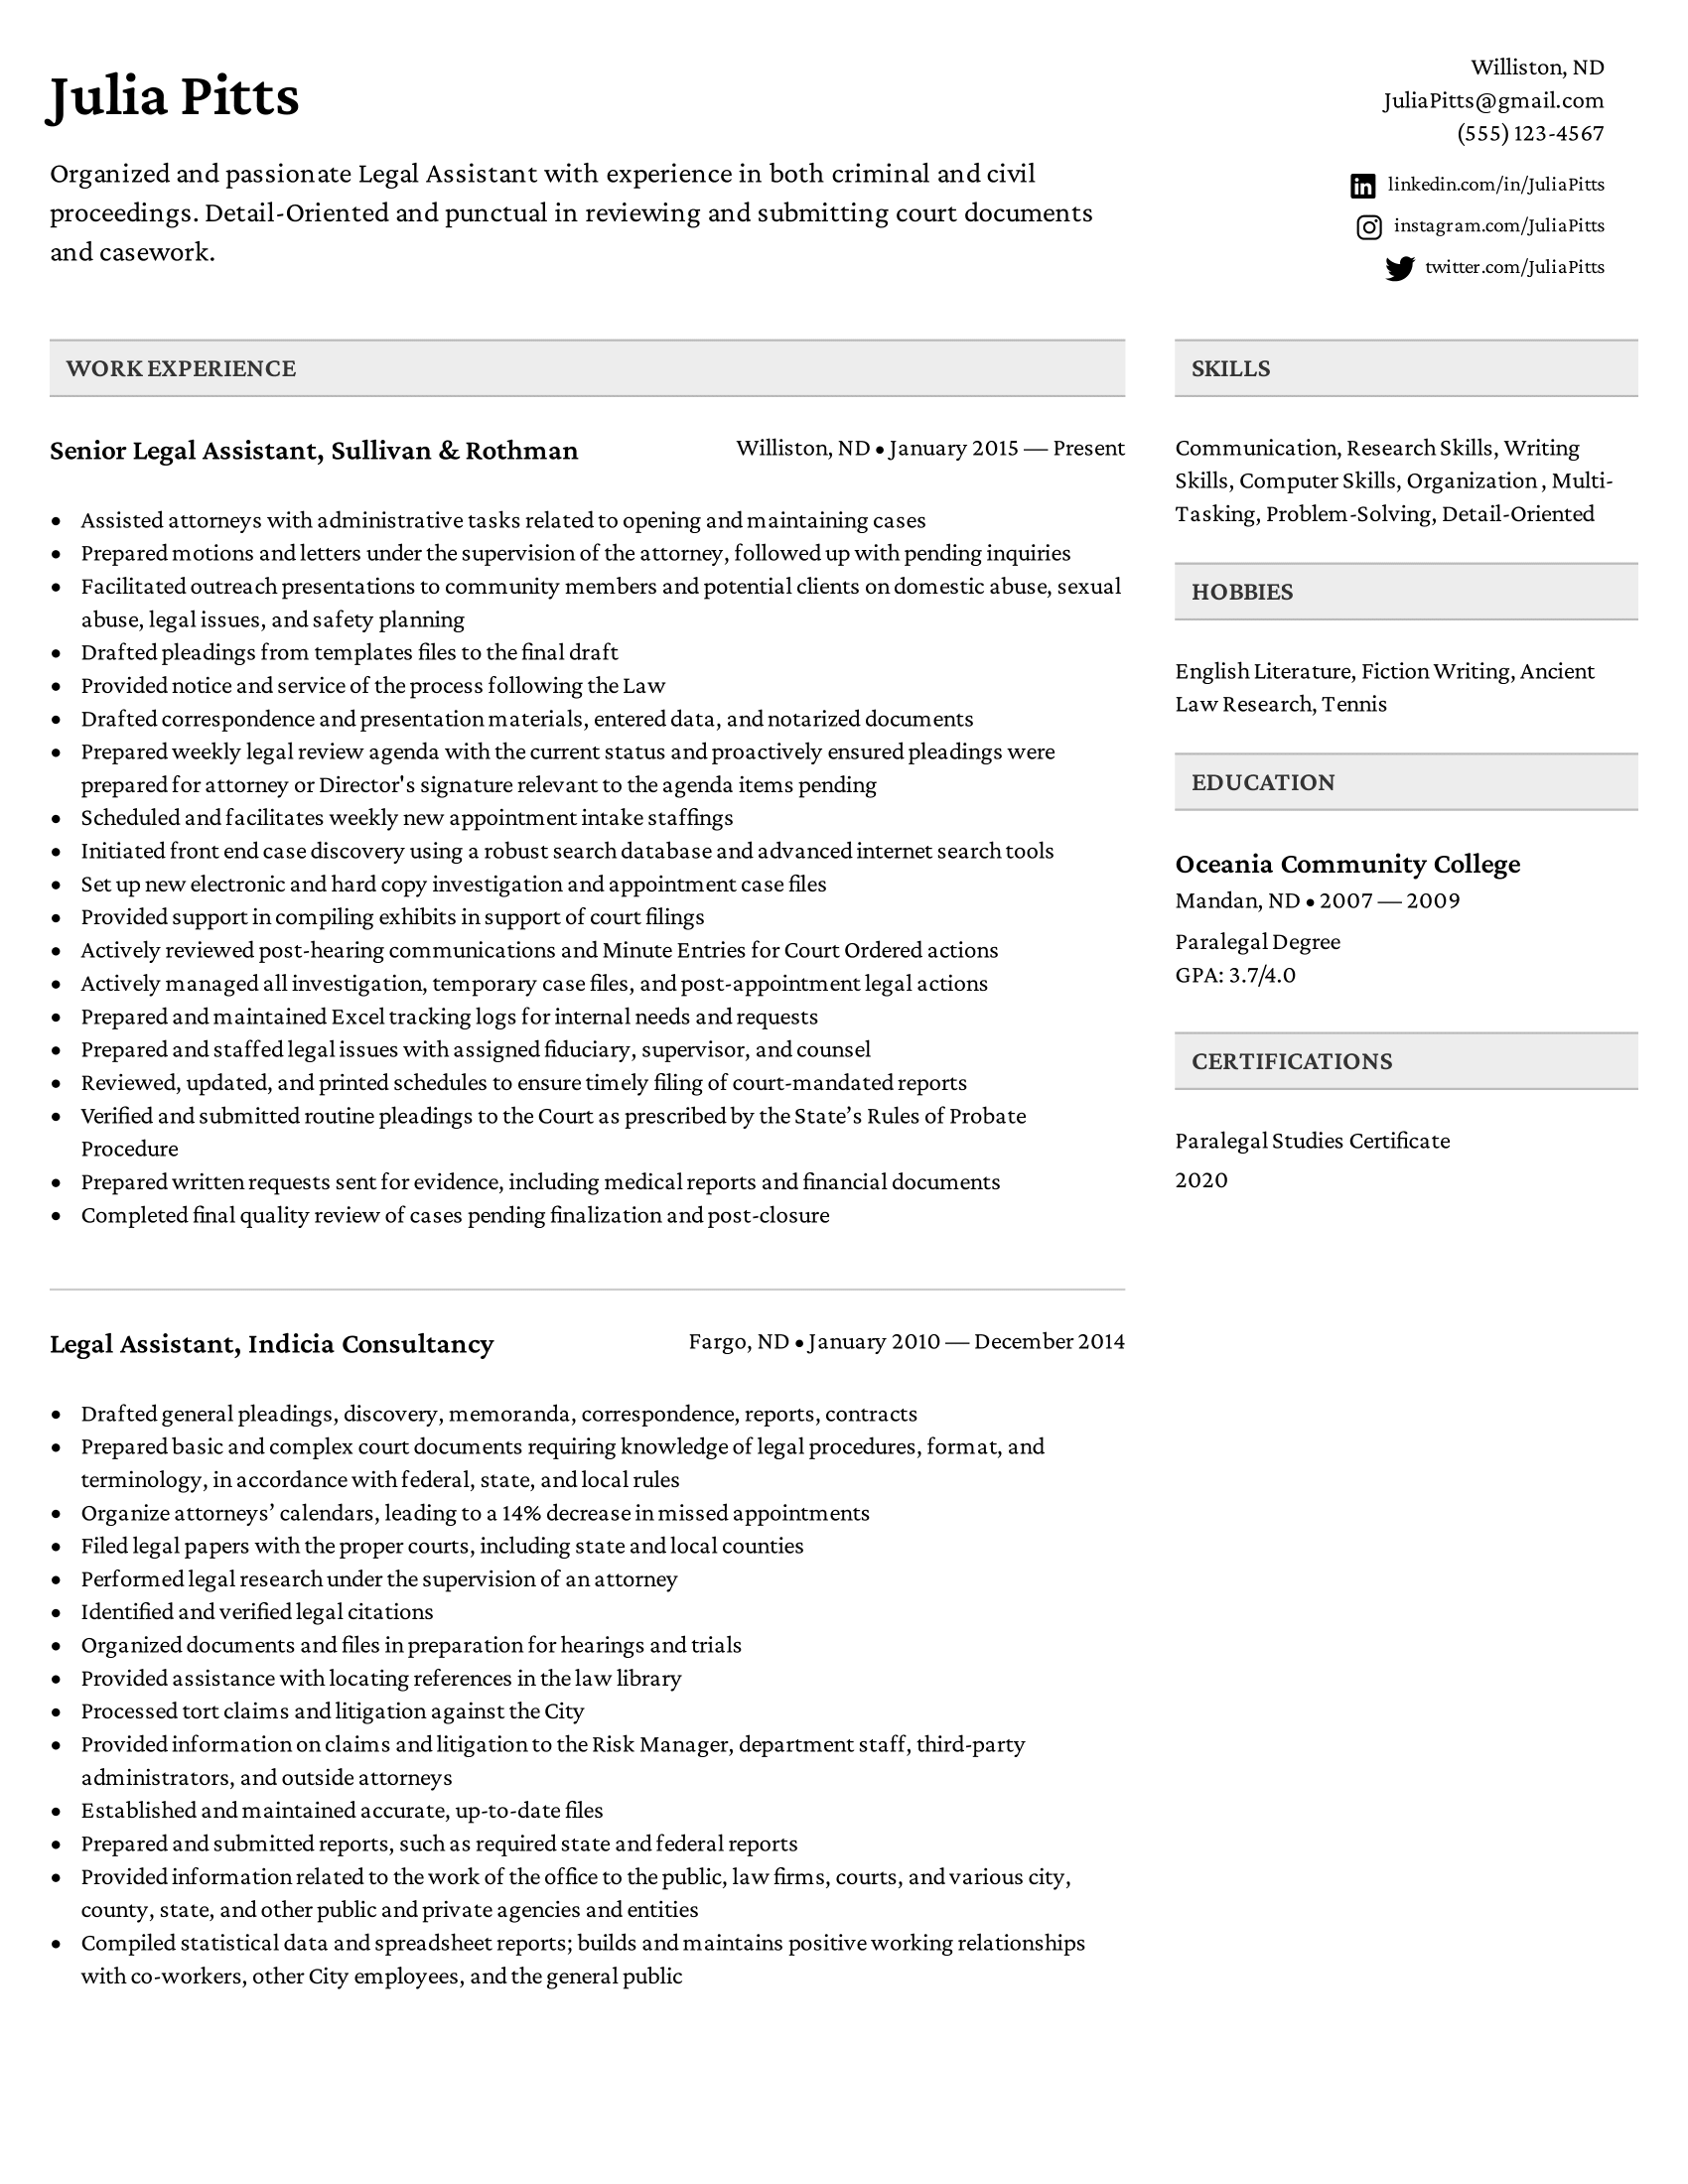 Julia Pitts
Organized and passionate Legal Assistant with experience in both criminal and civil
proceedings. Detail-Oriented and punctual in reviewing and submitting court documents
and casework.
Williston, ND
JuliaPitts@gmail.com
(555) 123-4567
linkedin.com/in/JuliaPitts
instagram.com/JuliaPitts
twitter.com/JuliaPitts
WORK EXPERIENCE
Senior Legal Assistant, Sullivan & Rothman
Williston, ND • January 2015 — Present
• Assisted attorneys with administrative tasks related to opening and maintaining cases
• Prepared motions and letters under the supervision of the attorney, followed up with pending inquiries
• Facilitated outreach presentations to community members and potential clients on domestic abuse, sexual
abuse, legal issues, and safety planning
• Drafted pleadings from templates files to the final draft
• Provided notice and service of the process following the Law
• Drafted correspondence and presentation materials, entered data, and notarized documents
• Prepared weekly legal review agenda with the current status and proactively ensured pleadings were
prepared for attorney or Director's signature relevant to the agenda items pending
• Scheduled and facilitates weekly new appointment intake staffings
• Initiated front end case discovery using a robust search database and advanced internet search tools
• Set up new electronic and hard copy investigation and appointment case files
• Provided support in compiling exhibits in support of court filings
• Actively reviewed post-hearing communications and Minute Entries for Court Ordered actions
• Actively managed all investigation, temporary case files, and post-appointment legal actions
• Prepared and maintained Excel tracking logs for internal needs and requests
• Prepared and staffed legal issues with assigned fiduciary, supervisor, and counsel
• Reviewed, updated, and printed schedules to ensure timely filing of court-mandated reports
• Verified and submitted routine pleadings to the Court as prescribed by the State’s Rules of Probate
Procedure
• Prepared written requests sent for evidence, including medical reports and financial documents
• Completed final quality review of cases pending finalization and post-closure
Legal Assistant, Indicia Consultancy
Fargo, ND • January 2010 — December 2014
• Drafted general pleadings, discovery, memoranda, correspondence, reports, contracts
• Prepared basic and complex court documents requiring knowledge of legal procedures, format, and
terminology, in accordance with federal, state, and local rules
• Organize attorneys’ calendars, leading to a 14% decrease in missed appointments
• Filed legal papers with the proper courts, including state and local counties
• Performed legal research under the supervision of an attorney
• Identified and verified legal citations
• Organized documents and files in preparation for hearings and trials
• Provided assistance with locating references in the law library
• Processed tort claims and litigation against the City
• Provided information on claims and litigation to the Risk Manager, department staff, third-party
administrators, and outside attorneys
• Established and maintained accurate, up-to-date files
• Prepared and submitted reports, such as required state and federal reports
• Provided information related to the work of the office to the public, law firms, courts, and various city,
county, state, and other public and private agencies and entities
• Compiled statistical data and spreadsheet reports; builds and maintains positive working relationships
with co-workers, other City employees, and the general public
SKILLS
Communication, Research Skills, Writing
Skills, Computer Skills, Organization , Multi-
Tasking, Problem-Solving, Detail-Oriented
HOBBIES
English Literature, Fiction Writing, Ancient
Law Research, Tennis
EDUCATION
Oceania Community College
Mandan, ND • 2007 — 2009
Paralegal Degree
GPA: 3.7/4.0
CERTIFICATIONS
Paralegal Studies Certificate
2020